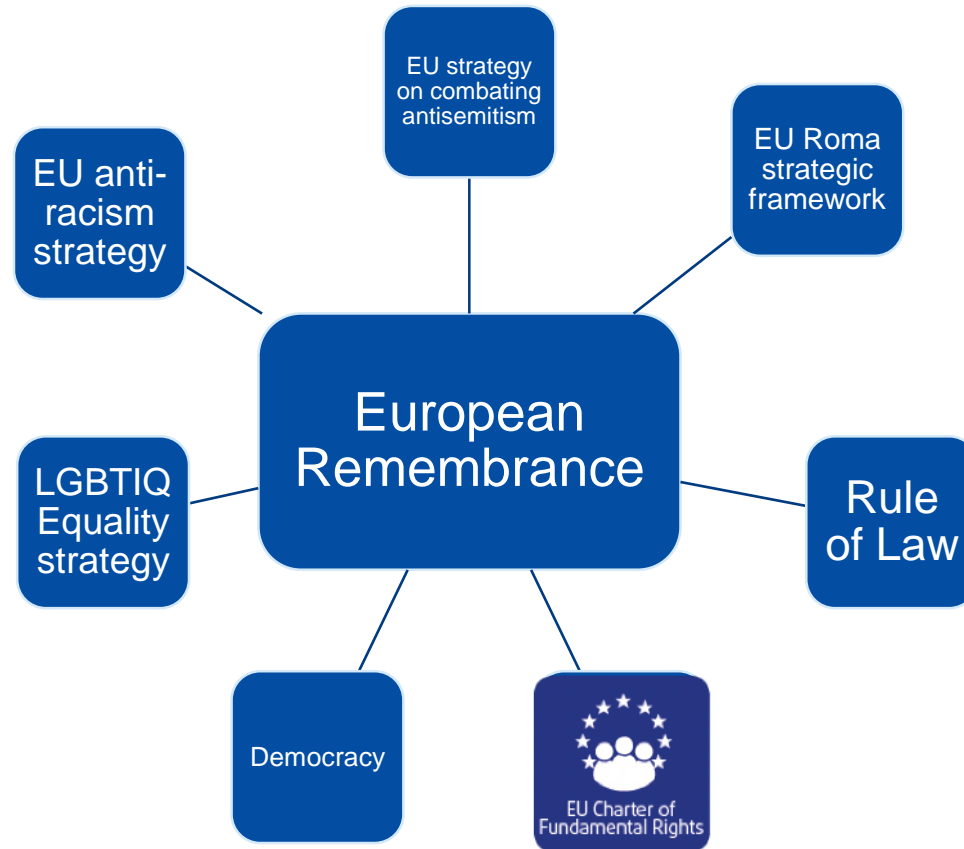 EU strategy
on combating
antisemitism
EU Roma
strategic
framework
EU anti-
racism
strategy
European
Remembrance
LGBTIQ
Equality
strategy
Rule
of Law
Democracy
EU Charter of
Fundamental Rights